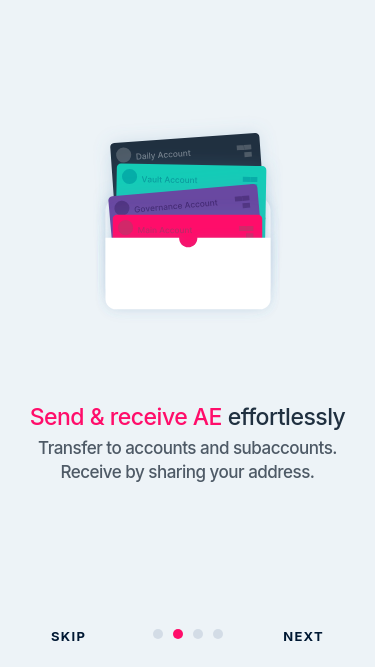 Daily Account
Vault Account
Governance Account
Send & receive AE effortlessly
Transfer to accounts and subaccounts.
Receive by sharing your address.
SKIP
NEXT